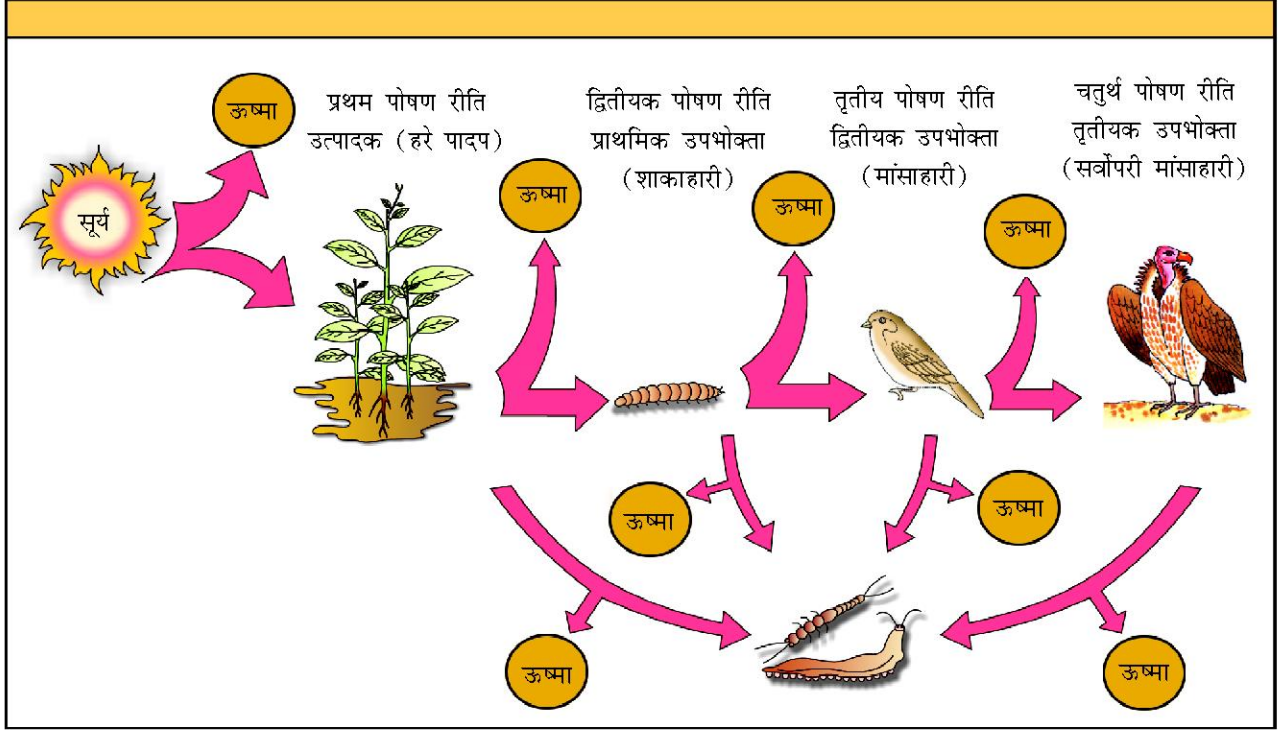 ऊष्मा
प्रथम पोषण रीति
उत्पादक (हरे पादप)
द्वितीयक पोषण रीति
प्राथमिक उपभोक्ता
(शाकाहारी)
तृतीय पोषण रीति
द्वितीयक उपभोक्ता
(मांसाहारी)
चतुर्थ पोषण रीति
तृतीयक उपभोक्ता
(सर्वोपरी मांसाहारी)
सूर्य
ऊष्मा
ऊष्मा
ऊष्मा
ऊष्मा
ऊष्मा
ऊष्मा
ऊष्मा